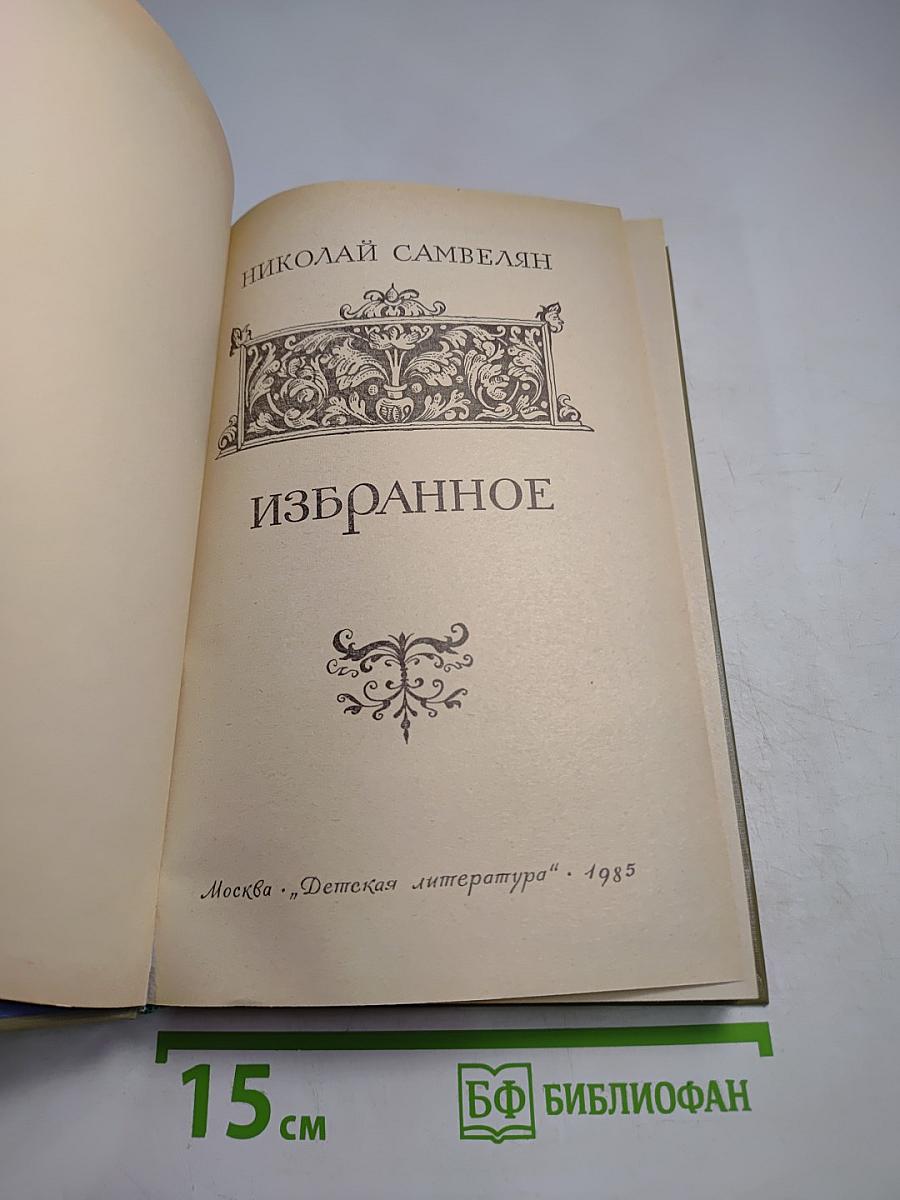 НИКОЛАЙ САМВЕЛЯН
ИЗБРАННОЕ
Москва · „Детская литература“ · 1985
15 см
БФ БИБЛИОФАН